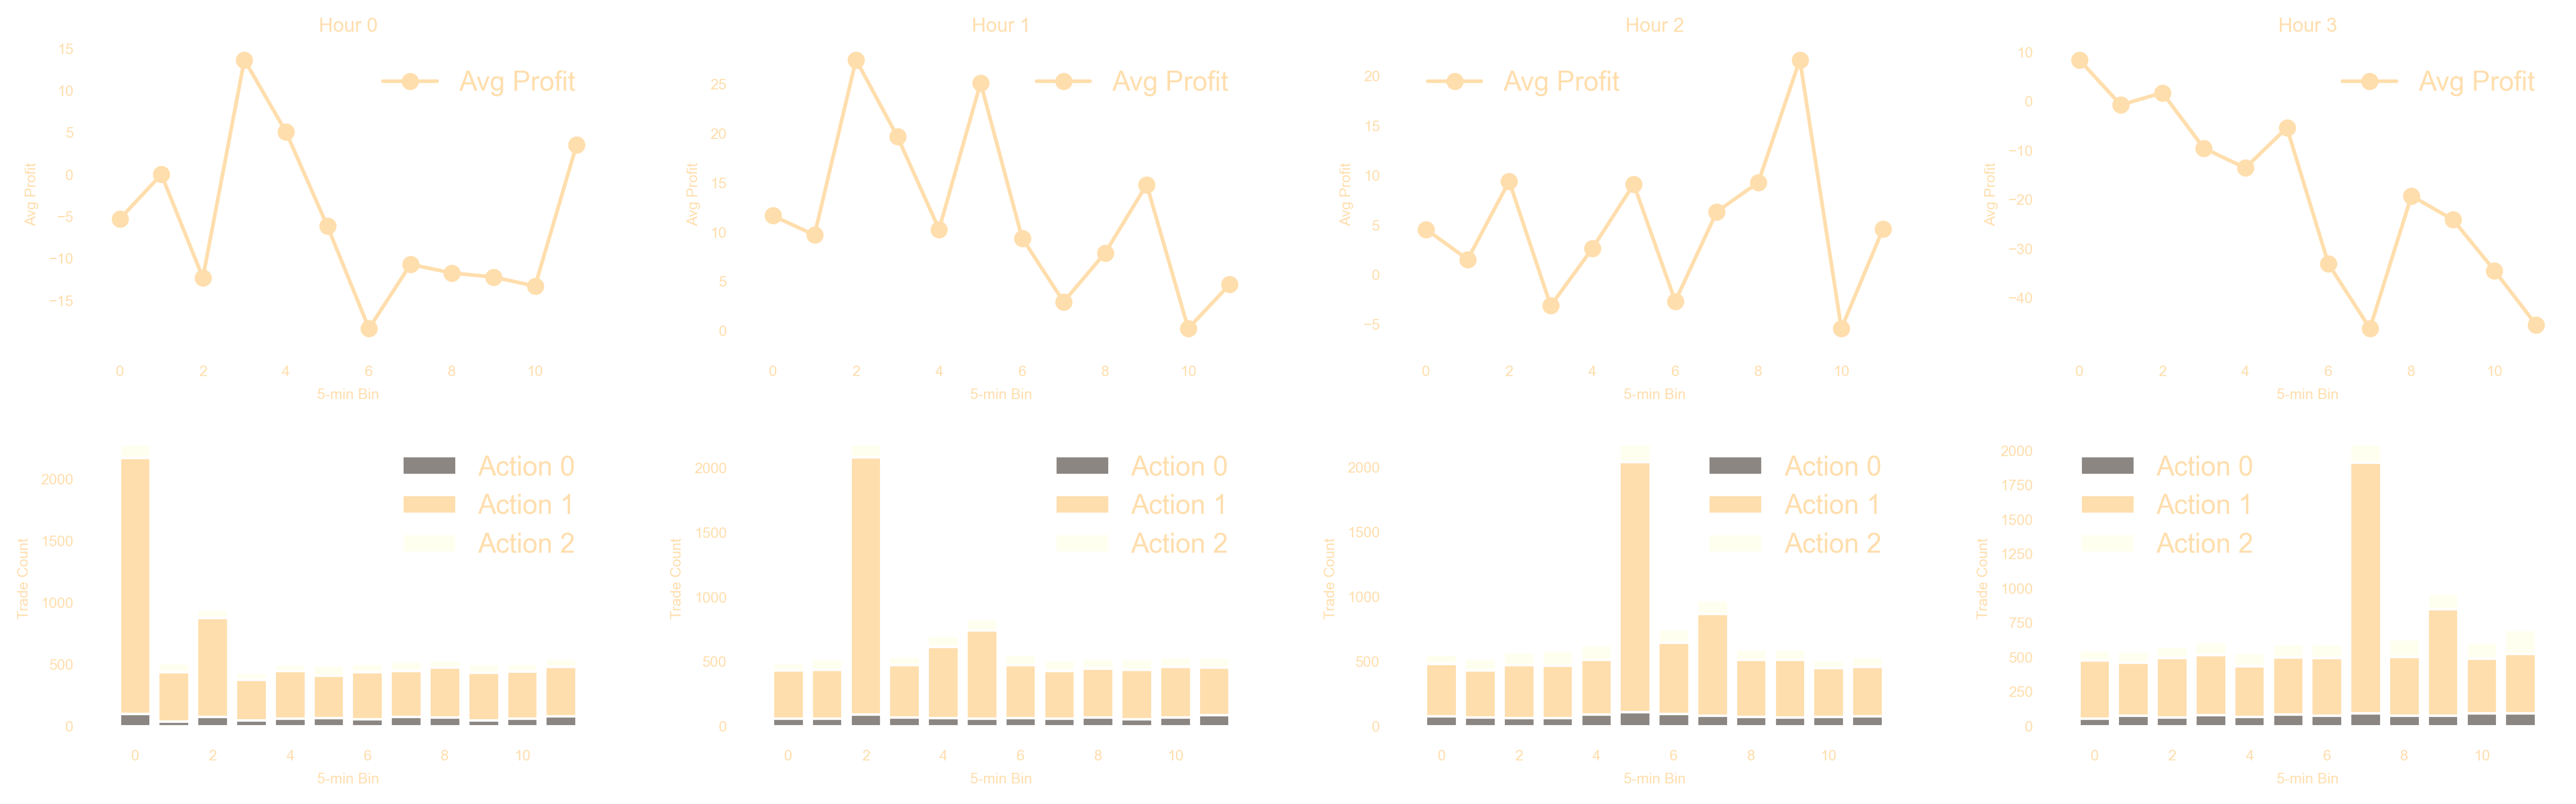 Hour 0
15
10
5
0
−5
−10
−15
Avg Profit
Avg Profit
0 2 4 6 8 10
5-min Bin
Hour 1
25
20
15
10
5
0
Avg Profit
Avg Profit
0 2 4 6 8 10
5-min Bin
Hour 2
20
15
10
5
0
−5
Avg Profit
Avg Profit
0 2 4 6 8 10
5-min Bin
Hour 3
10
0
−10
−20
−30
−40
Avg Profit
Avg Profit
0 2 4 6 8 10
5-min Bin
2000
1500
1000
500
0
Trade Count
Action 0
Action 1
Action 2
0 2 4 6 8 10
5-min Bin
2000
1500
1000
500
0
Trade Count
Action 0
Action 1
Action 2
0 2 4 6 8 10
5-min Bin
2000
1500
1000
500
0
Trade Count
Action 0
Action 1
Action 2
0 2 4 6 8 10
5-min Bin
2000
1750
1500
1250
1000
750
500
250
0
Trade Count
Action 0
Action 1
Action 2
0 2 4 6 8 10
5-min Bin